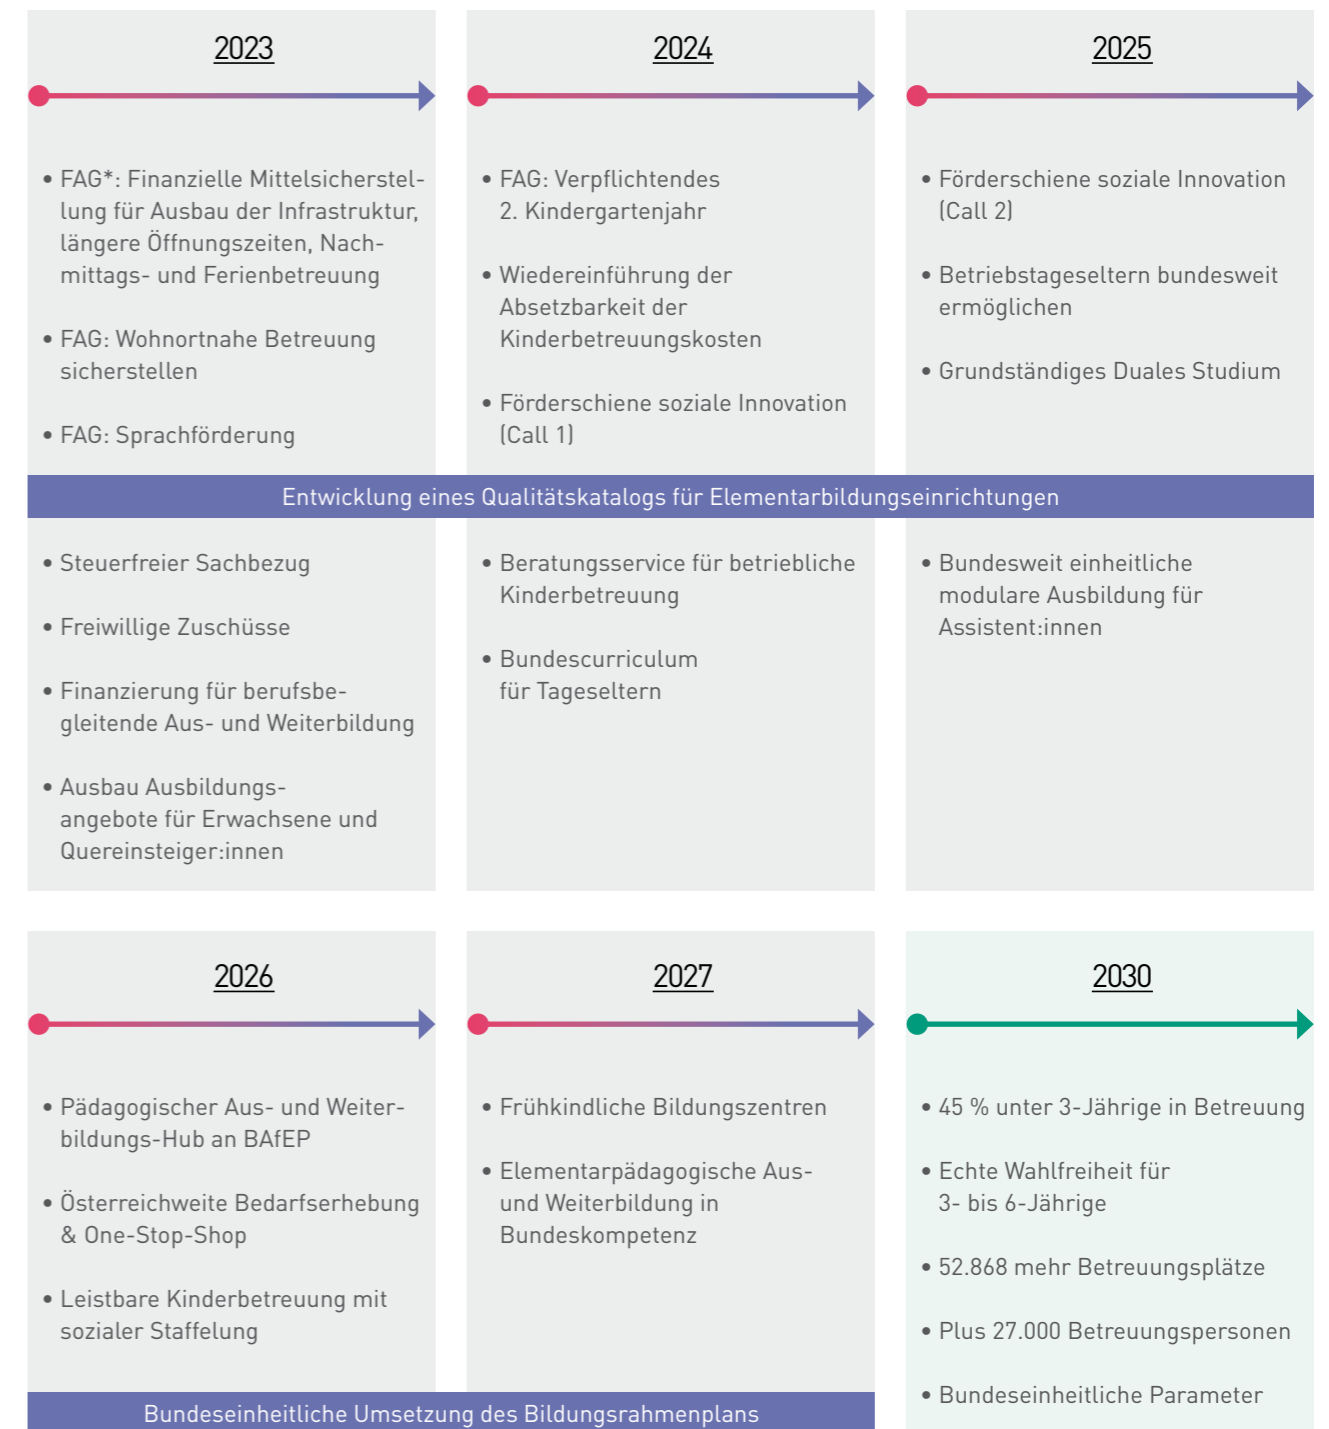 2023
• FAG*: Finanzielle Mittelsicherstel-
lung für Ausbau der Infrastruktur,
längere Öffnungszeiten, Nach-
mittags- und Ferienbetreuung
• FAG: Wohnortnahe Betreuung
sicherstellen
• FAG: Sprachförderung
2024
• FAG: Verpflichtendes
2. Kindergartenjahr
• Wiedereinführung der
Absetzbarkeit der
Kinderbetreuungskosten
• Förderschiene soziale Innovation
(Call 1)
2025
• Förderschiene soziale Innovation
(Call 2)
• Betriebstageseltern bundesweit
ermöglichen
• Grundständiges Duales Studium
Entwicklung eines Qualitätskatalogs für Elementarbildungseinrichtungen
• Steuerfreier Sachbezug
• Freiwillige Zuschüsse
• Finanzierung für berufsbe-
gleitende Aus- und Weiterbildung
• Ausbau Ausbildungs-
angebote für Erwachsene und
Quereinsteiger:innen
• Beratungsservice für betriebliche
Kinderbetreuung
• Bundescurriculum
für Tageseltern
• Bundesweit einheitliche
modulare Ausbildung für
Assistent:innen
2026
• Pädagogischer Aus- und Weiter-
bildungs-Hub an BAfEP
• Österreichweite Bedarfserhebung
& One-Stop-Shop
• Leistbare Kinderbetreuung mit
sozialer Staffelung
2027
• Frühkindliche Bildungszentren
• Elementarpädagogische Aus-
und Weiterbildung in
Bundeskompetenz
Bundeseinheitliche Umsetzung des Bildungsrahmenplans
2030
• 45 % unter 3-Jährige in Betreuung
• Echte Wahlfreiheit für
3- bis 6-Jährige
• 52.868 mehr Betreuungsplätze
• Plus 27.000 Betreuungspersonen
• Bundeseinheitliche Parameter